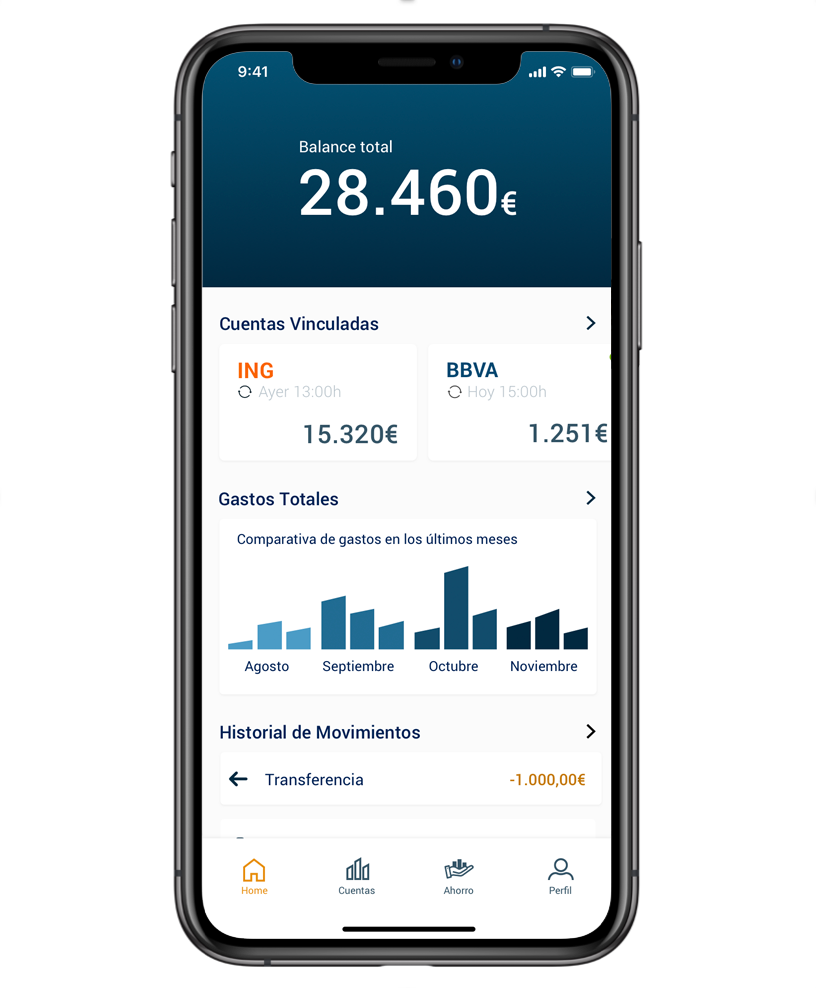 9:41
Balance total
28.460€
Cuentas Vinculadas
ING
Ayer 13:00h
15.320€
BBVA
Hoy 15:00h
1.251€
Gastos Totales
Comparativa de gastos en los últimos meses
Agosto Septiembre Octubre Noviembre
Historial de Movimientos
Transferencia -1.000,00€
Home Cuentas Ahorro Perfil